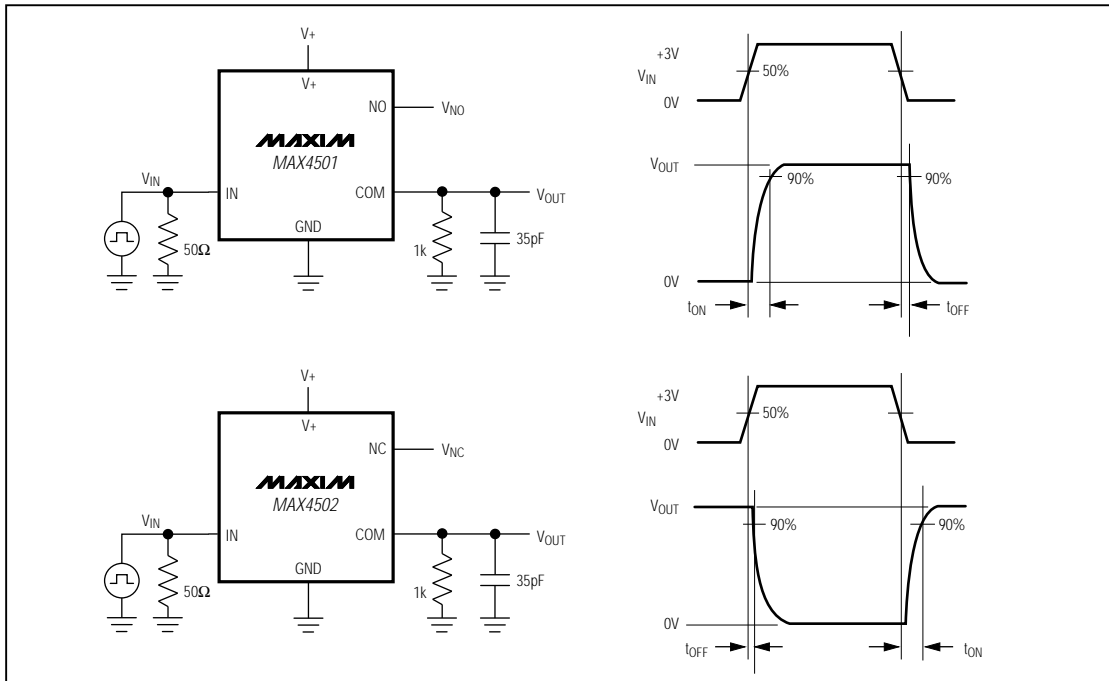 V+
V+
NO
VNO
MAXIM
MAX4501
VIN
IN
COM
VOUT
GND
50Ω
1k
35pF
+3V
VIN
50%
0V
VOUT
90%
90%
0V
tON
tOFF
V+
V+
NC
VNC
MAXIM
MAX4502
VIN
IN
COM
VOUT
GND
50Ω
1k
35pF
+3V
VIN
50%
0V
VOUT
90%
90%
0V
tOFF
tON